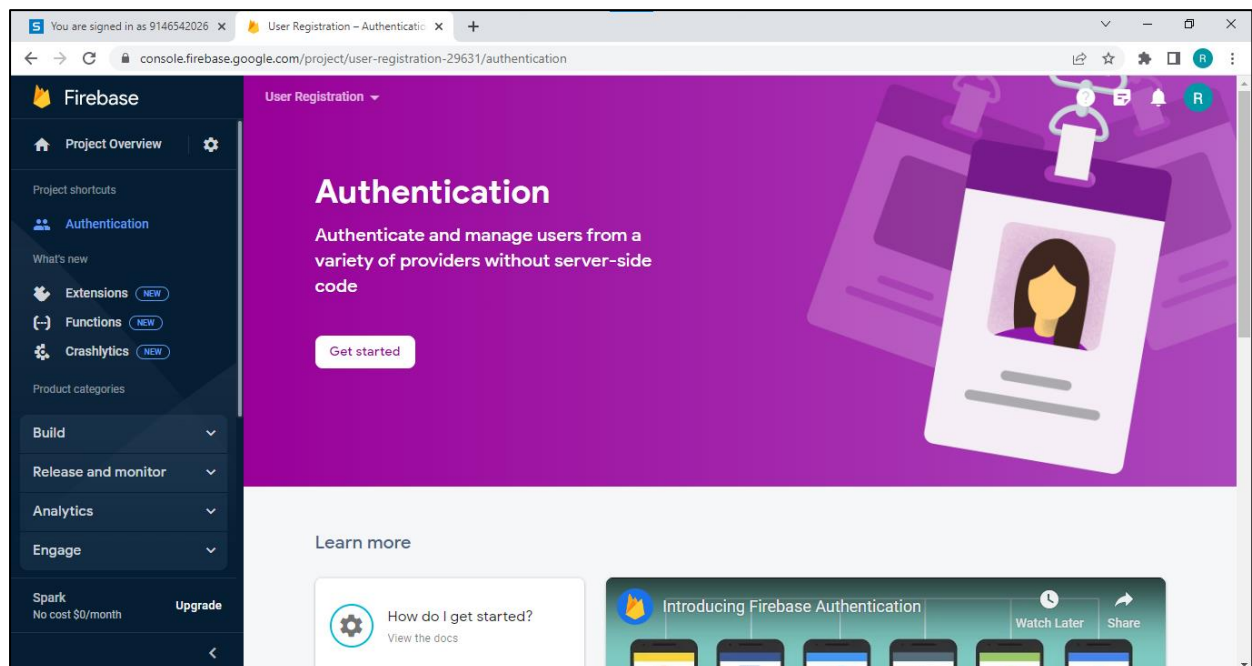 S You are signed in as 9146542026
User Registration – Authenticatic
console.firebase.google.com/project/user-registration-29631/authentication
R
Firebase
User Registration
R
Project Overview
Project shortcuts
Authentication
What's new
Extensions NEW
Functions NEW
Crashlytics NEW
Product categories
Build
Release and monitor
Analytics
Engage
Spark
No cost $0/month
Upgrade
Authentication
Authenticate and manage users from a
variety of providers without server-side
code
Get started
Learn more
How do I get started?
View the docs
Introducing Firebase Authentication
Watch Later
Share